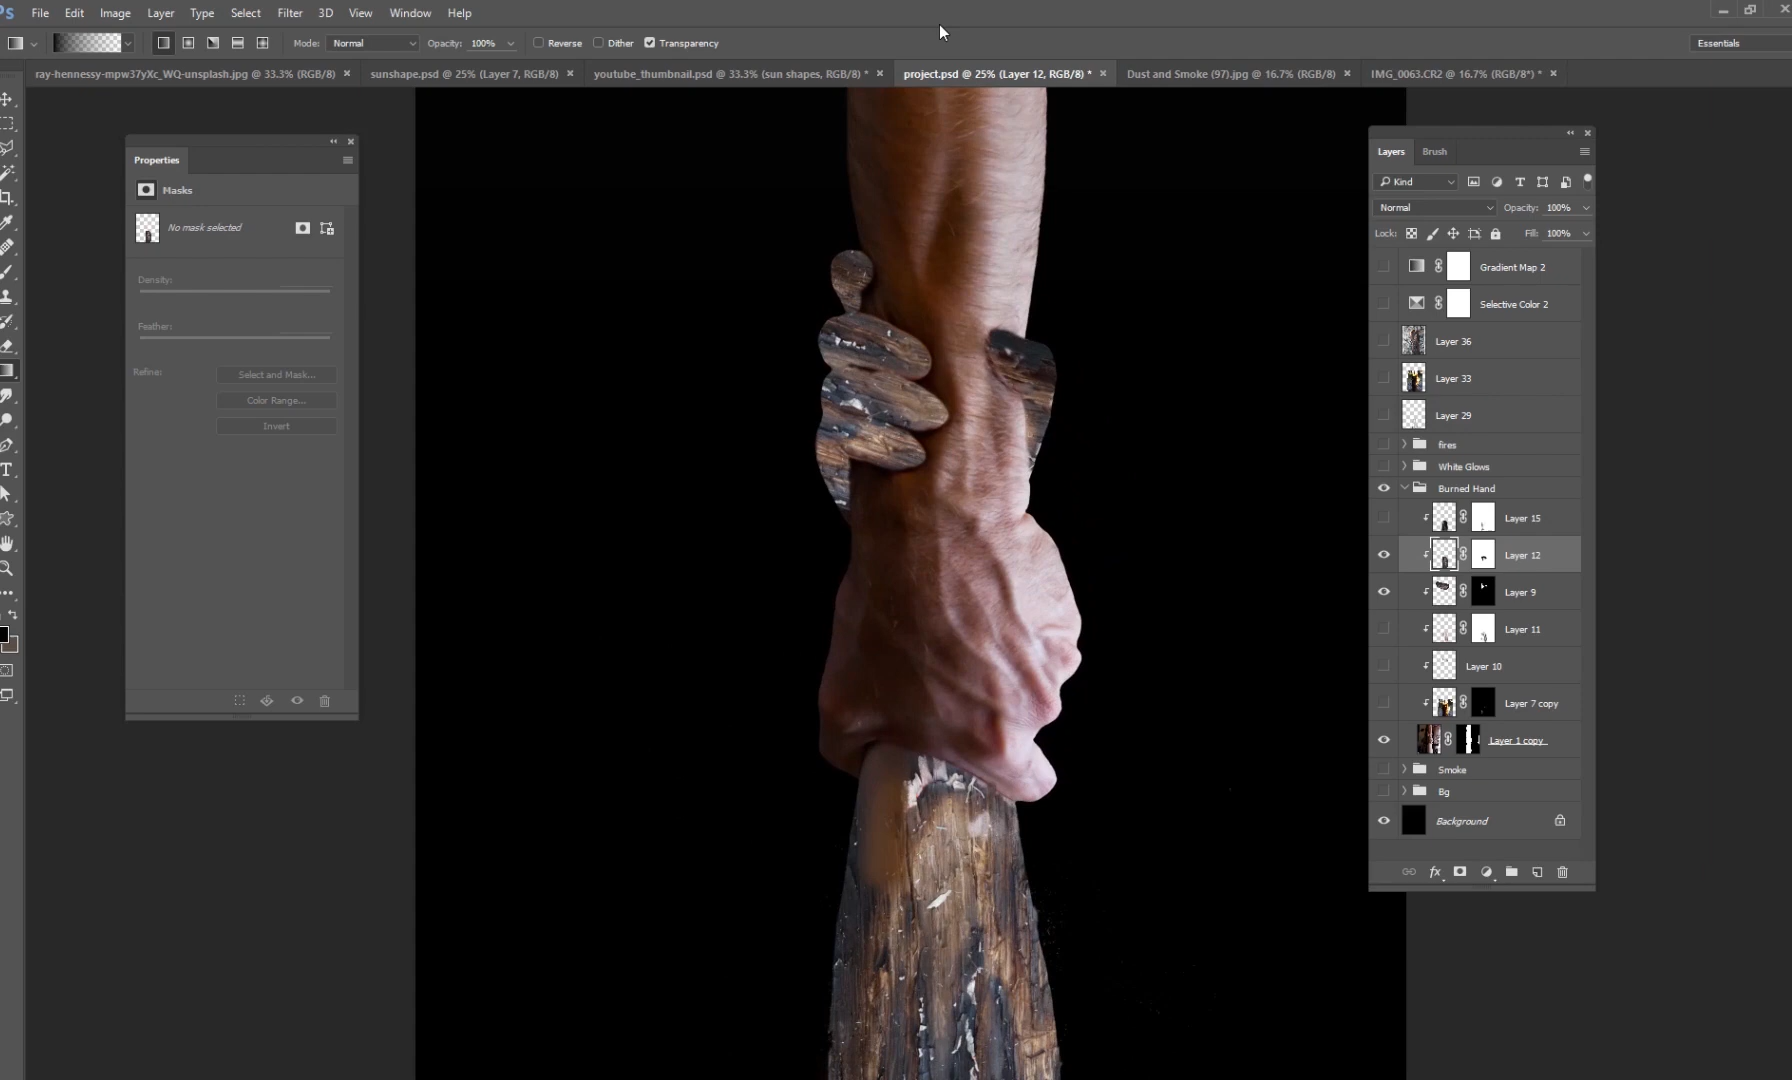 Ps File Edit Image Layer Type Select Filter 3D View Window Help
Mode: Normal Opacity: 100% Reverse Dither Transparency Essentials
ray-hennessy-mpw37yXc_WQ-unsplash.jpg @ 33.3% (RGB/8) × sunshape.psd @ 25% (Layer 7, RGB/8) × youtube_thumbnail.psd @ 33.3% (sun shapes, RGB/8) * × project.psd @ 25% (Layer 12, RGB/8) * × Dust and Smoke (97).jpg @ 16.7% (RGB/8) × IMG_0063.CR2 @ 16.7% (RGB/8*) * ×
Properties
Masks
No mask selected
Density:
Feather:
Refine:
Select and Mask...
Color Range...
Invert
Layers Brush
Kind
Normal Opacity: 100%
Lock: Fill: 100%
Gradient Map 2
Selective Color 2
Layer 36
Layer 33
Layer 29
fires
White Glows
Burned Hand
Layer 15
Layer 12
Layer 9
Layer 11
Layer 10
Layer 7 copy
Layer 1 copy
Smoke
Bg
Background
fx